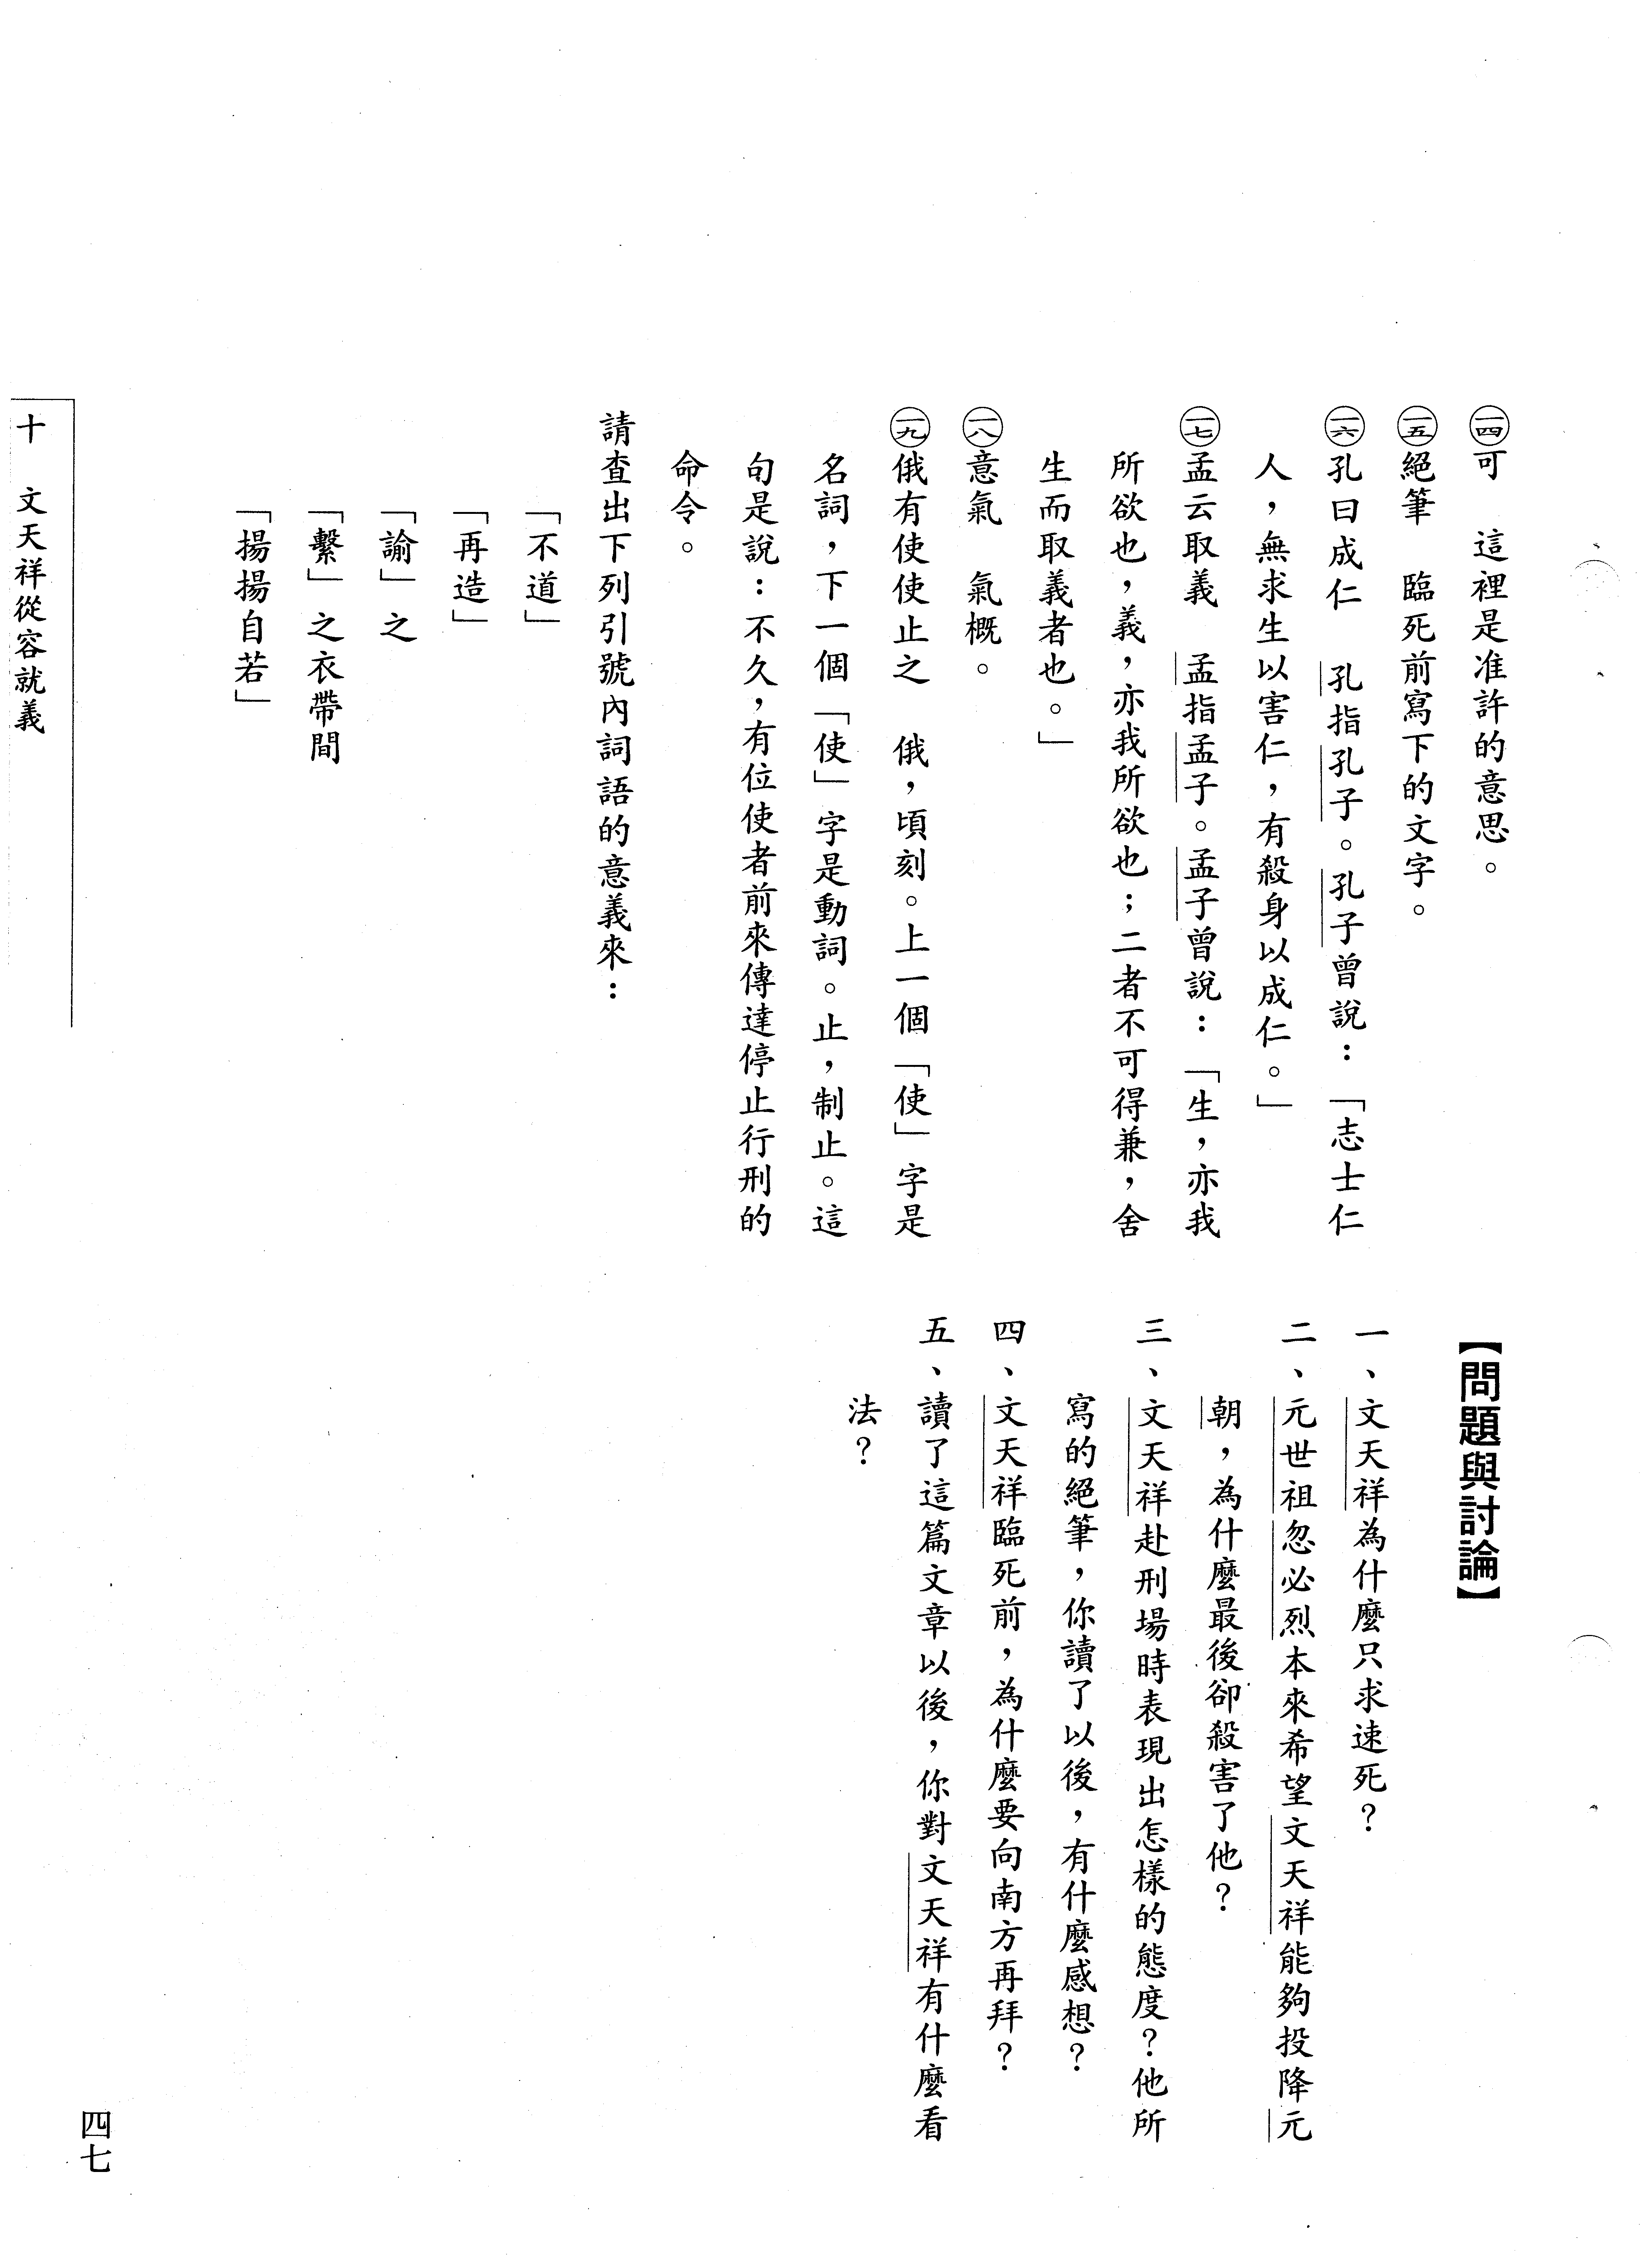 ㊀四可　這裡是准許的意思。
一五絕筆　臨死前寫下的文字。
一六孔曰成仁　孔指孔子。孔子曾說：「志士仁
人，無求生以害仁，有殺身以成仁。」
一七孟云取義　孟指孟子。孟子曾說：「生，亦我
所欲也，義，亦我所欲也；二者不可得兼，舍
生而取義者也。」
一八意氣　氣概。
一九俄有使使止之　俄，頃刻。上一個「使」字是
名詞，下一個「使」字是動詞。止，制止。這
句是說：不久，有位使者前來傳達停止行刑的
命令。
請查出下列引號內詞語的意義來：
「不道」
「再造」
「諭」之
「繫」之衣帶間
「揚揚自若」
【問題與討論】
一、文天祥為什麼只求速死？
二、元世祖忽必烈本來希望文天祥能夠投降元
朝，為什麼最後卻殺害了他？
三、文天祥赴刑場時表現出怎樣的態度？他所
寫的絕筆，你讀了以後，有什麼感想？
四、文天祥臨死前，為什麼要向南方再拜？
五、讀了這篇文章以後，你對文天祥有什麼看
法？
十　文天祥從容就義
四七